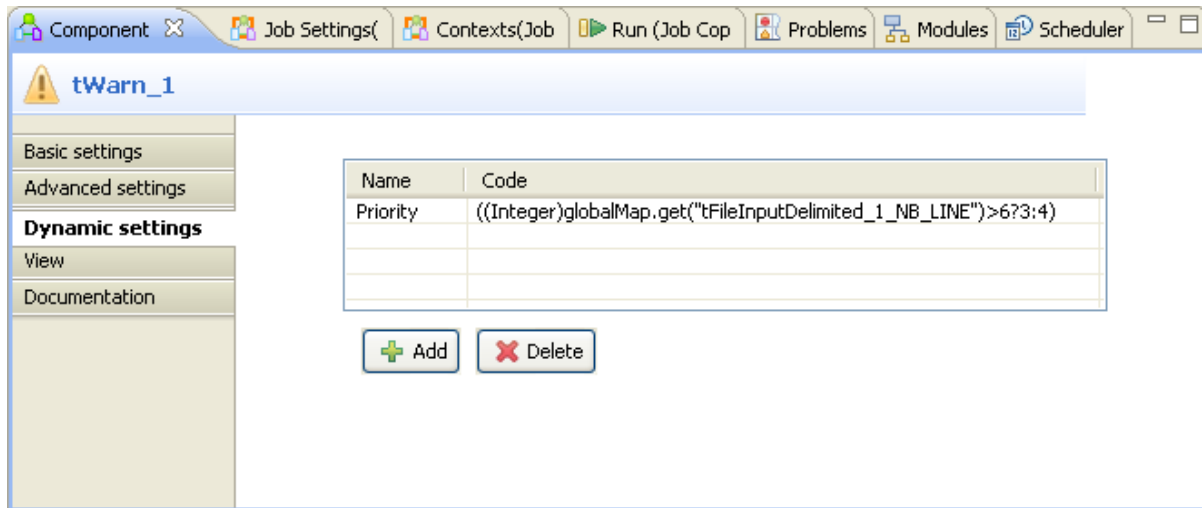 Component Job Settings( Contexts(Job Run (Job Cop Problems Modules Scheduler
tWarn_1
Basic settings
Advanced settings
Dynamic settings
View
Documentation
Name Code
Priority ((Integer)globalMap.get("tFileInputDelimited_1_NB_LINE")>6?3:4)
Add Delete